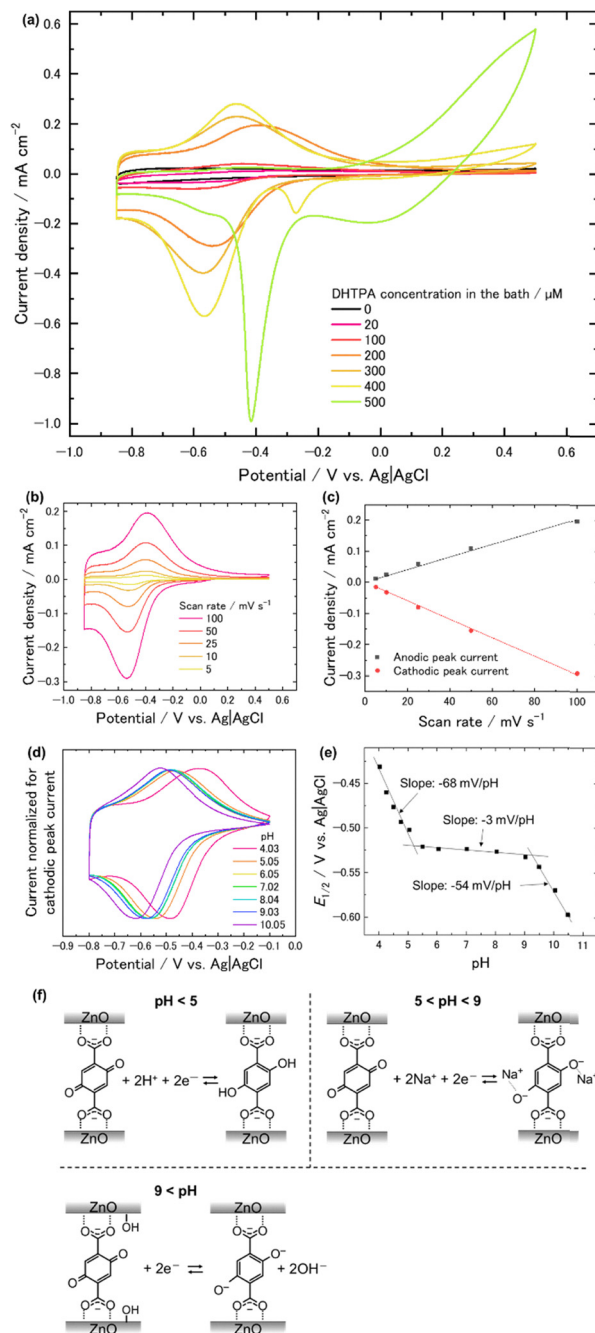 (a)
0.6
0.4
0.2
0.0
−0.2
−0.4
−0.6
−0.8
−1.0
Current density / mA cm⁻²
DHTPA concentration in the bath / μM
0
20
100
200
300
400
500
−1.0 −0.8 −0.6 −0.4 −0.2 0.0 0.2 0.4 0.6
Potential / V vs. Ag|AgCl
(b)
0.2
0.1
0.0
−0.1
−0.2
−0.3
Current density / mA cm⁻²
Scan rate / mV s⁻¹
100
50
25
10
5
−0.8 −0.6 −0.4 −0.2 0.0 0.2 0.4
Potential / V vs. Ag|AgCl
(c)
0.2
0.1
0.0
−0.1
−0.2
−0.3
Current density / mA cm⁻²
Anodic peak current
Cathodic peak current
0 20 40 60 80 100
Scan rate / mV s⁻¹
(d)
Current normalized for
cathodic peak current
pH
4.03
5.05
6.05
7.02
8.04
9.03
10.05
−0.9 −0.8 −0.7 −0.6 −0.5 −0.4 −0.3 −0.2 −0.1
Potential / V vs. Ag|AgCl
(e)
−0.45
−0.50
−0.55
−0.60
E1/2 / V vs. Ag|AgCl
Slope: -68 mV/pH
Slope: -3 mV/pH
Slope: -54 mV/pH
4 5 6 7 8 9 10
pH
(f)
pH < 5
ZnO ZnO
O O⁻ O O⁻
O O + 2H⁺ + 2e⁻ ⇌ HO OH
O O⁻ O O⁻
ZnO ZnO
5 < pH < 9
ZnO ZnO
O O⁻ O O⁻
O O + 2Na⁺ + 2e⁻ ⇌ Na⁺ O⁻ O⁻ Na⁺
O O⁻ O O⁻
ZnO ZnO
9 < pH
ZnO OH ZnO
O O⁻ O O⁻
O O + 2e⁻ ⇌ O⁻ O⁻ + 2OH⁻
O O⁻ OH O O⁻
ZnO ZnO